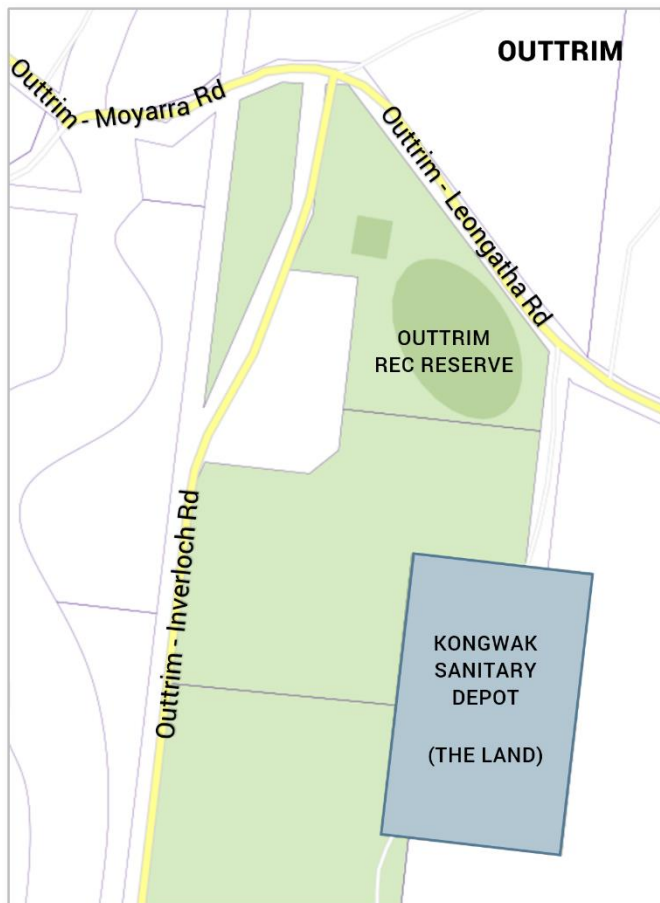 OUTTRIM
Outtrim - Moyarra Rd
Outtrim - Leongatha Rd
OUTTRIM
REC RESERVE
Outtrim - Inverloch Rd
KONGWAK
SANITARY
DEPOT
(THE LAND)